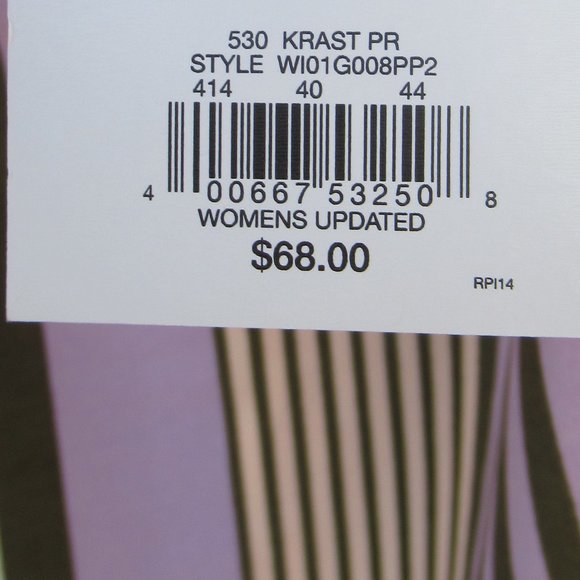 530 KRAST PR
STYLE WI01G008PP2
414 40 44
4 00667 53250 8
WOMENS UPDATED
$68.00
RPI14